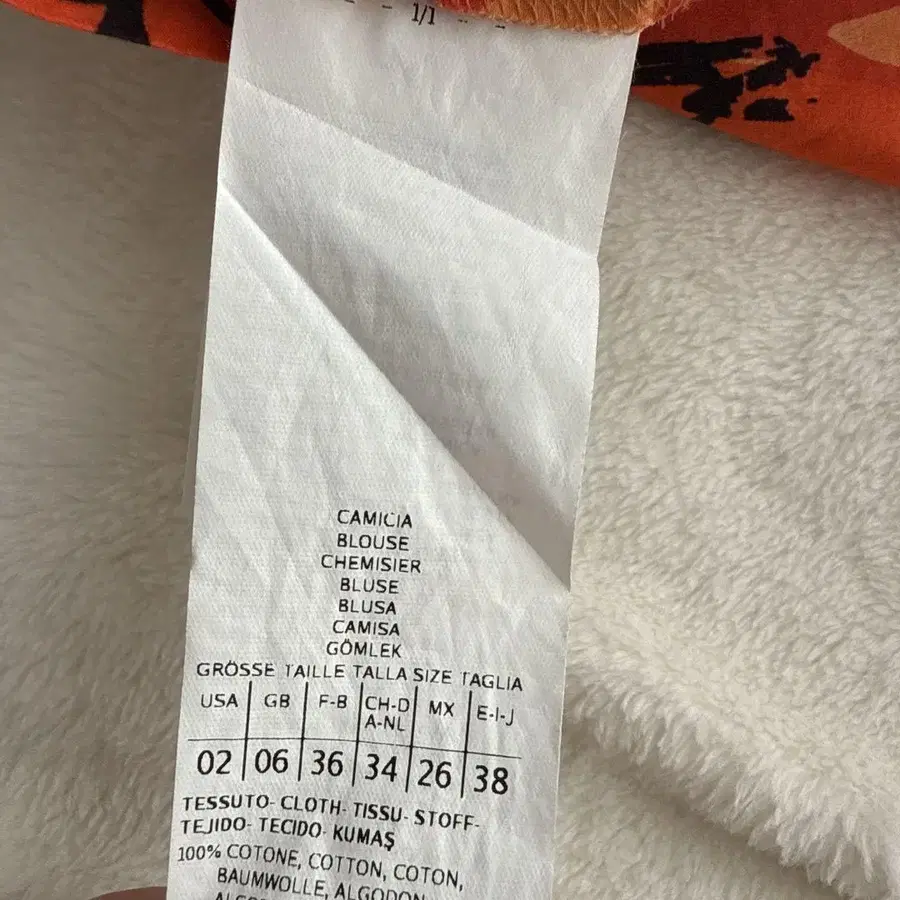 1/1
CAMICIA
BLOUSE
CHEMISIER
BLUSE
BLUSA
CAMISA
GÖMLEK
GRÖSSE TAILLE TALLA SIZE TAGLIA
USA GB F-B CH-D A-NL MX E-I-J
02 06 36 34 26 38
TESSUTO- CLOTH- TISSU- STOFF-
TEJIDO- TECIDO- KUMAŞ
100% COTONE, COTTON, COTON,
BAUMWOLLE, ALGODON,